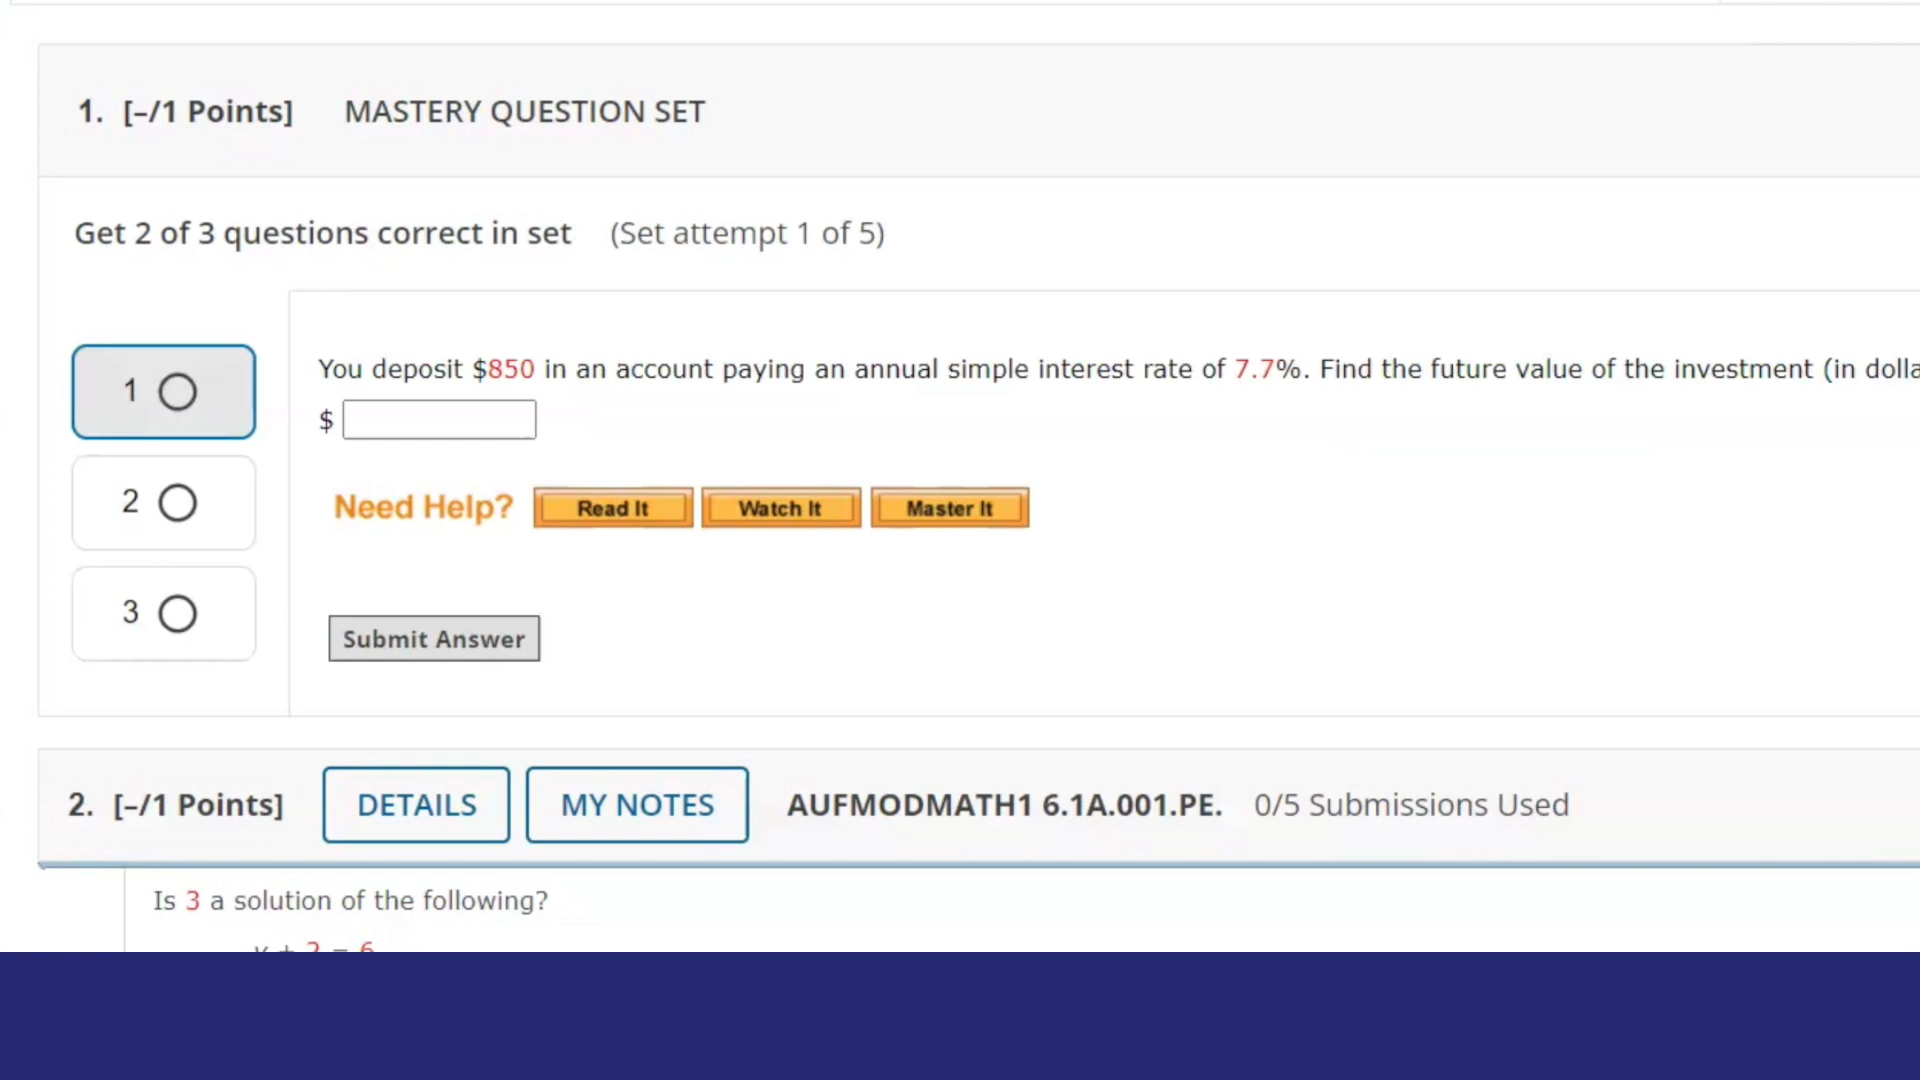 1. [–/1 Points] MASTERY QUESTION SET
Get 2 of 3 questions correct in set (Set attempt 1 of 5)
1
2
3
You deposit $850 in an account paying an annual simple interest rate of 7.7%. Find the future value of the investment (in dolla
$
Need Help? Read It Watch It Master It
Submit Answer
2. [–/1 Points] DETAILS MY NOTES AUFMODMATH1 6.1A.001.PE. 0/5 Submissions Used
Is 3 a solution of the following?